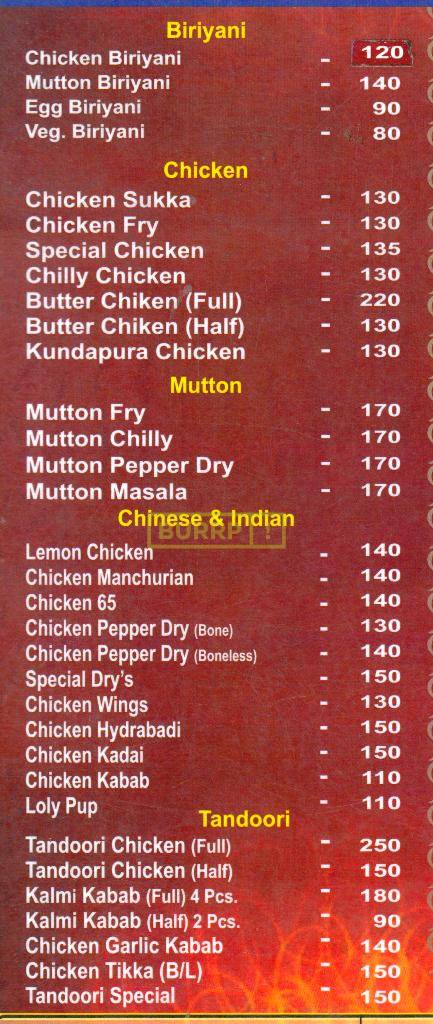 Biriyani
Chicken Biriyani - 120
Mutton Biriyani - 140
Egg Biriyani - 90
Veg. Biriyani - 80
Chicken
Chicken Sukka - 130
Chicken Fry - 130
Special Chicken - 135
Chilly Chicken - 130
Butter Chiken (Full) - 220
Butter Chiken (Half) - 130
Kundapura Chicken - 130
Mutton
Mutton Fry - 170
Mutton Chilly - 170
Mutton Pepper Dry - 170
Mutton Masala - 170
Chinese & Indian
BURRP!
Lemon Chicken - 140
Chicken Manchurian - 140
Chicken 65 - 140
Chicken Pepper Dry (Bone) - 130
Chicken Pepper Dry (Boneless) - 140
Special Dry's - 150
Chicken Wings - 130
Chicken Hydrabadi - 150
Chicken Kadai - 150
Chicken Kabab - 110
Loly Pup - 110
Tandoori
Tandoori Chicken (Full) - 250
Tandoori Chicken (Half) - 150
Kalmi Kabab (Full) 4 Pcs. - 180
Kalmi Kabab (Half) 2 Pcs. - 90
Chicken Garlic Kabab - 140
Chicken Tikka (B/L) - 150
Tandoori Special - 150